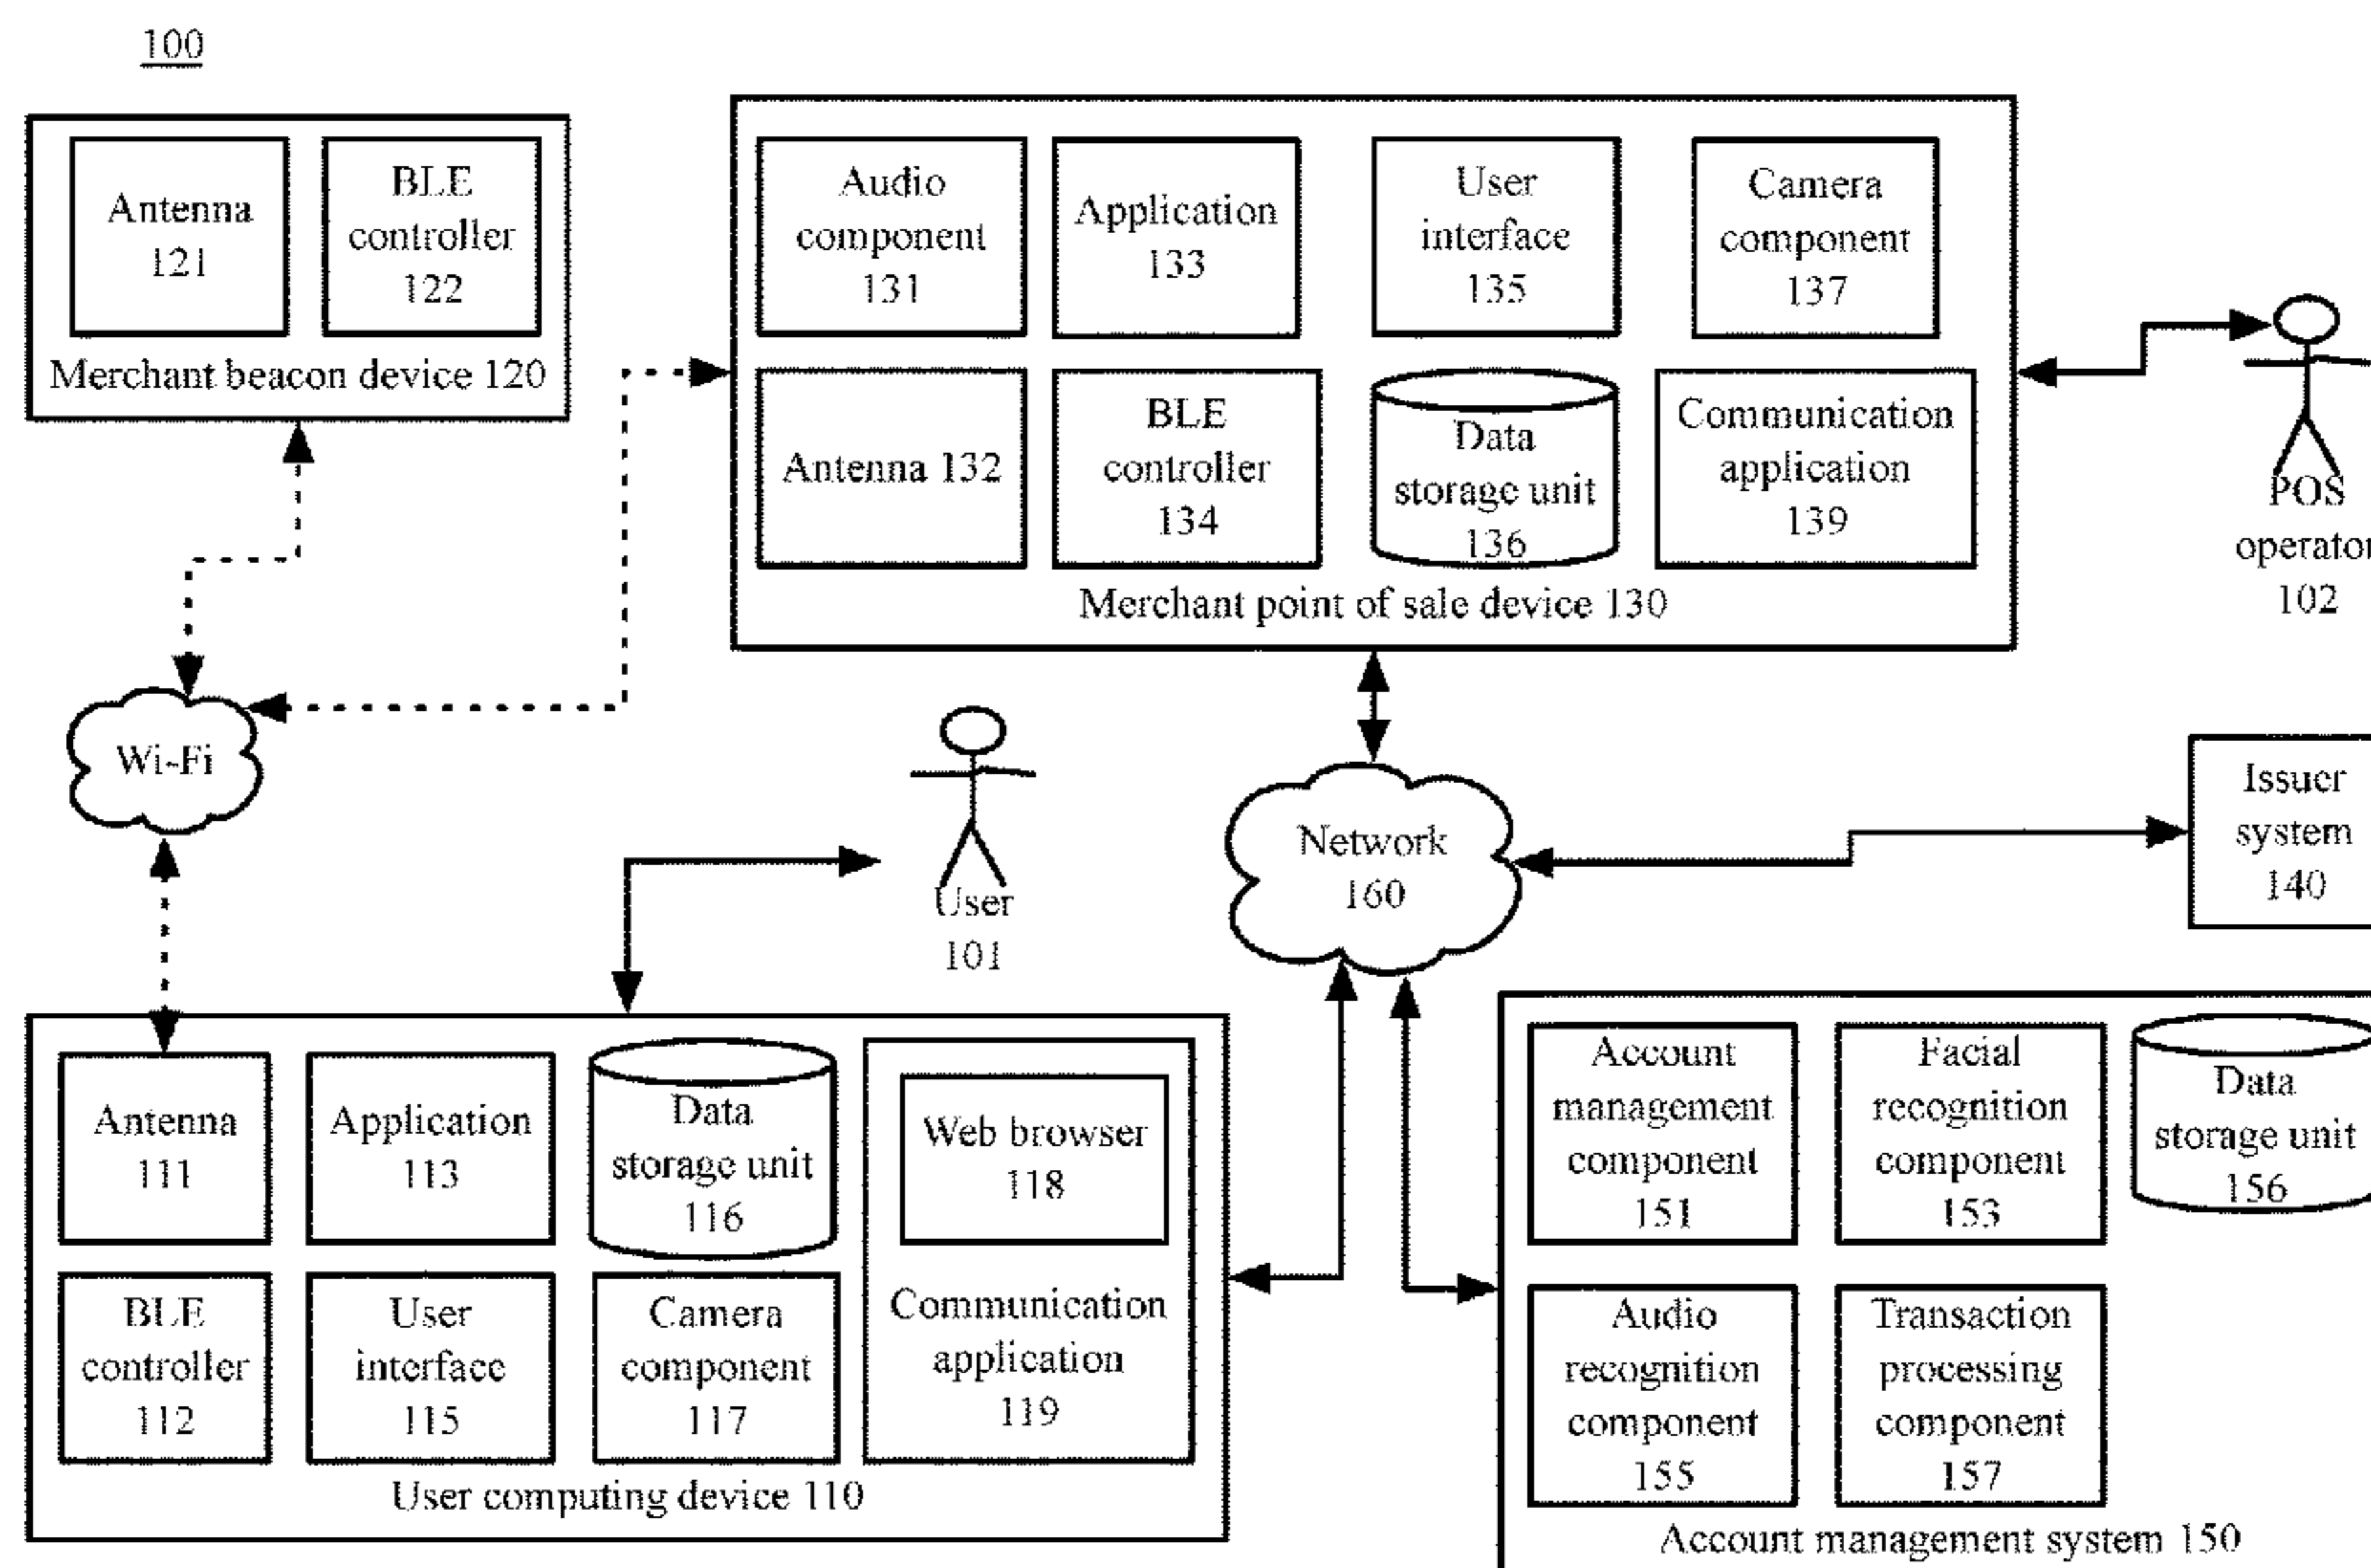 100
Antenna
121
BLE
controller
122
Merchant beacon device 120
Audio
component
131
Application
133
User
interface
135
Camera
component
137
Antenna 132
BLE
controller
134
Data
storage unit
136
Communication
application
139
Merchant point of sale device 130
POS
operator
102
Wi-Fi
User
101
Network
160
Issuer
system
140
Antenna
111
Application
113
Data
storage unit
116
Web browser
118
Communication
application
119
BLE
controller
112
User
interface
115
Camera
component
117
User computing device 110
Account
management
component
151
Facial
recognition
component
153
Data
storage unit
156
Audio
recognition
component
155
Transaction
processing
component
157
Account management system 150